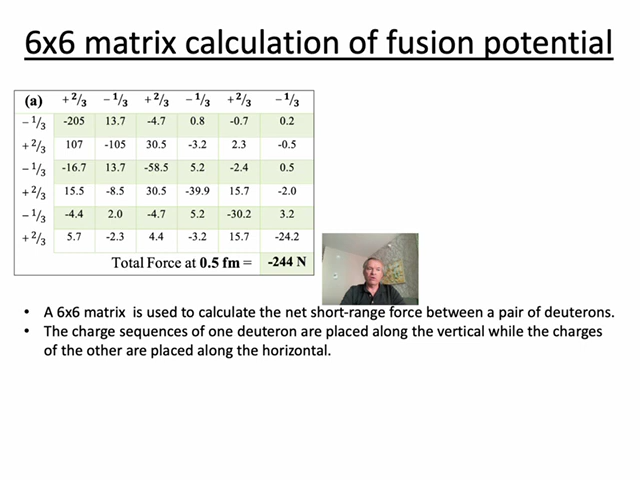 6x6 matrix calculation of fusion potential
(a) +2/3 −1/3 +2/3 −1/3 +2/3 −1/3
−1/3 -205 13.7 -4.7 0.8 -0.7 0.2
+2/3 107 -105 30.5 -3.2 2.3 -0.5
−1/3 -16.7 13.7 -58.5 5.2 -2.4 0.5
+2/3 15.5 -8.5 30.5 -39.9 15.7 -2.0
−1/3 -4.4 2.0 -4.7 5.2 -30.2 3.2
+2/3 5.7 -2.3 4.4 -3.2 15.7 -24.2
Total Force at 0.5 fm = -244 N
• A 6x6 matrix is used to calculate the net short-range force between a pair of deuterons.
• The charge sequences of one deuteron are placed along the vertical while the charges
of the other are placed along the horizontal.